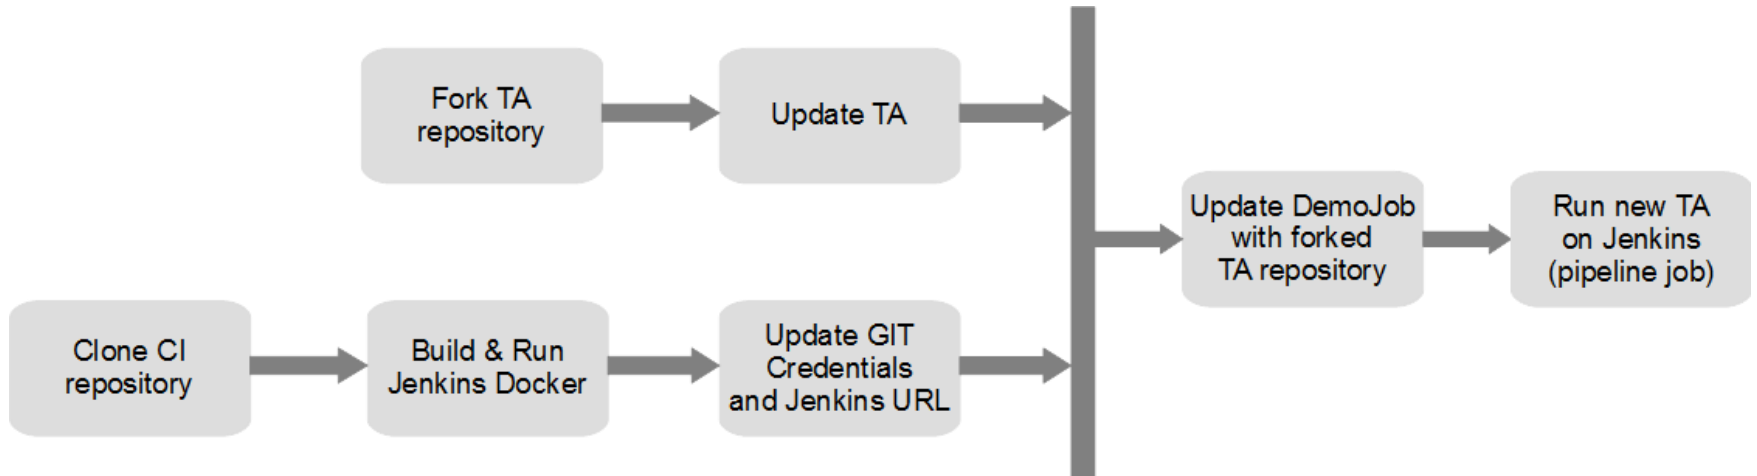 Fork TA
repository
Update TA
Clone CI
repository
Build & Run
Jenkins Docker
Update GIT
Credentials
and Jenkins URL
Update DemoJob
with forked
TA repository
Run new TA
on Jenkins
(pipeline job)